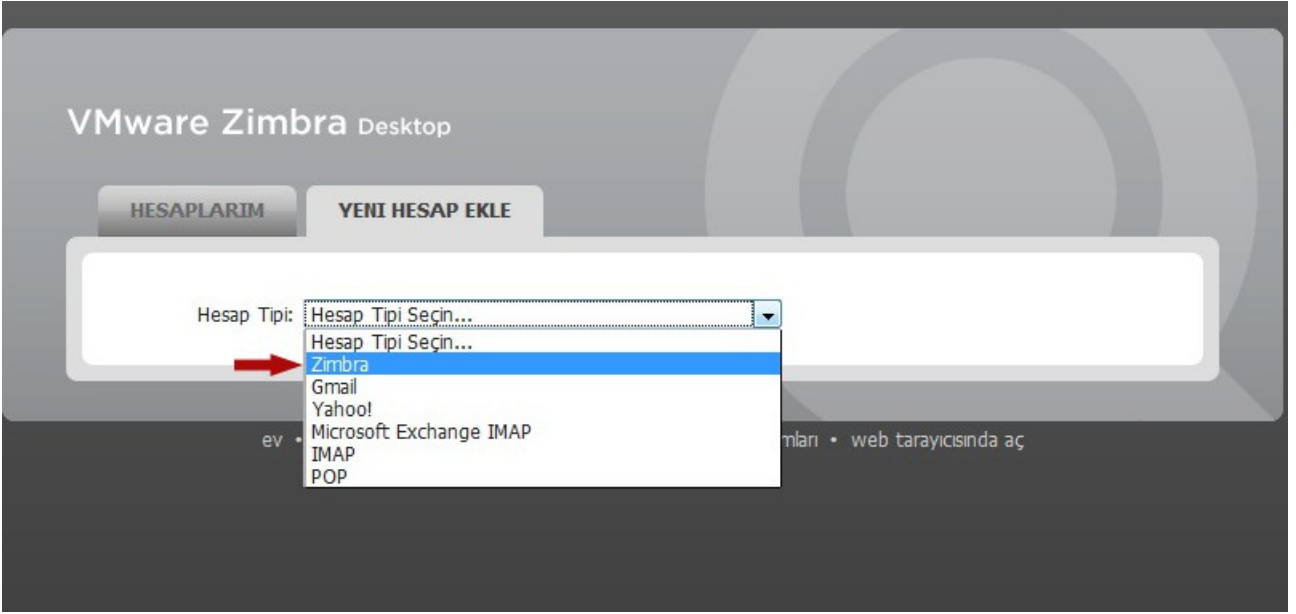 VMware Zimbra Desktop
HESAPLARIM
YENI HESAP EKLE
Hesap Tipi: Hesap Tipi Seçin...
Hesap Tipi Seçin...
Zimbra
Gmail
Yahoo!
Microsoft Exchange IMAP
IMAP
POP
ev • • web tarayıcısında aç